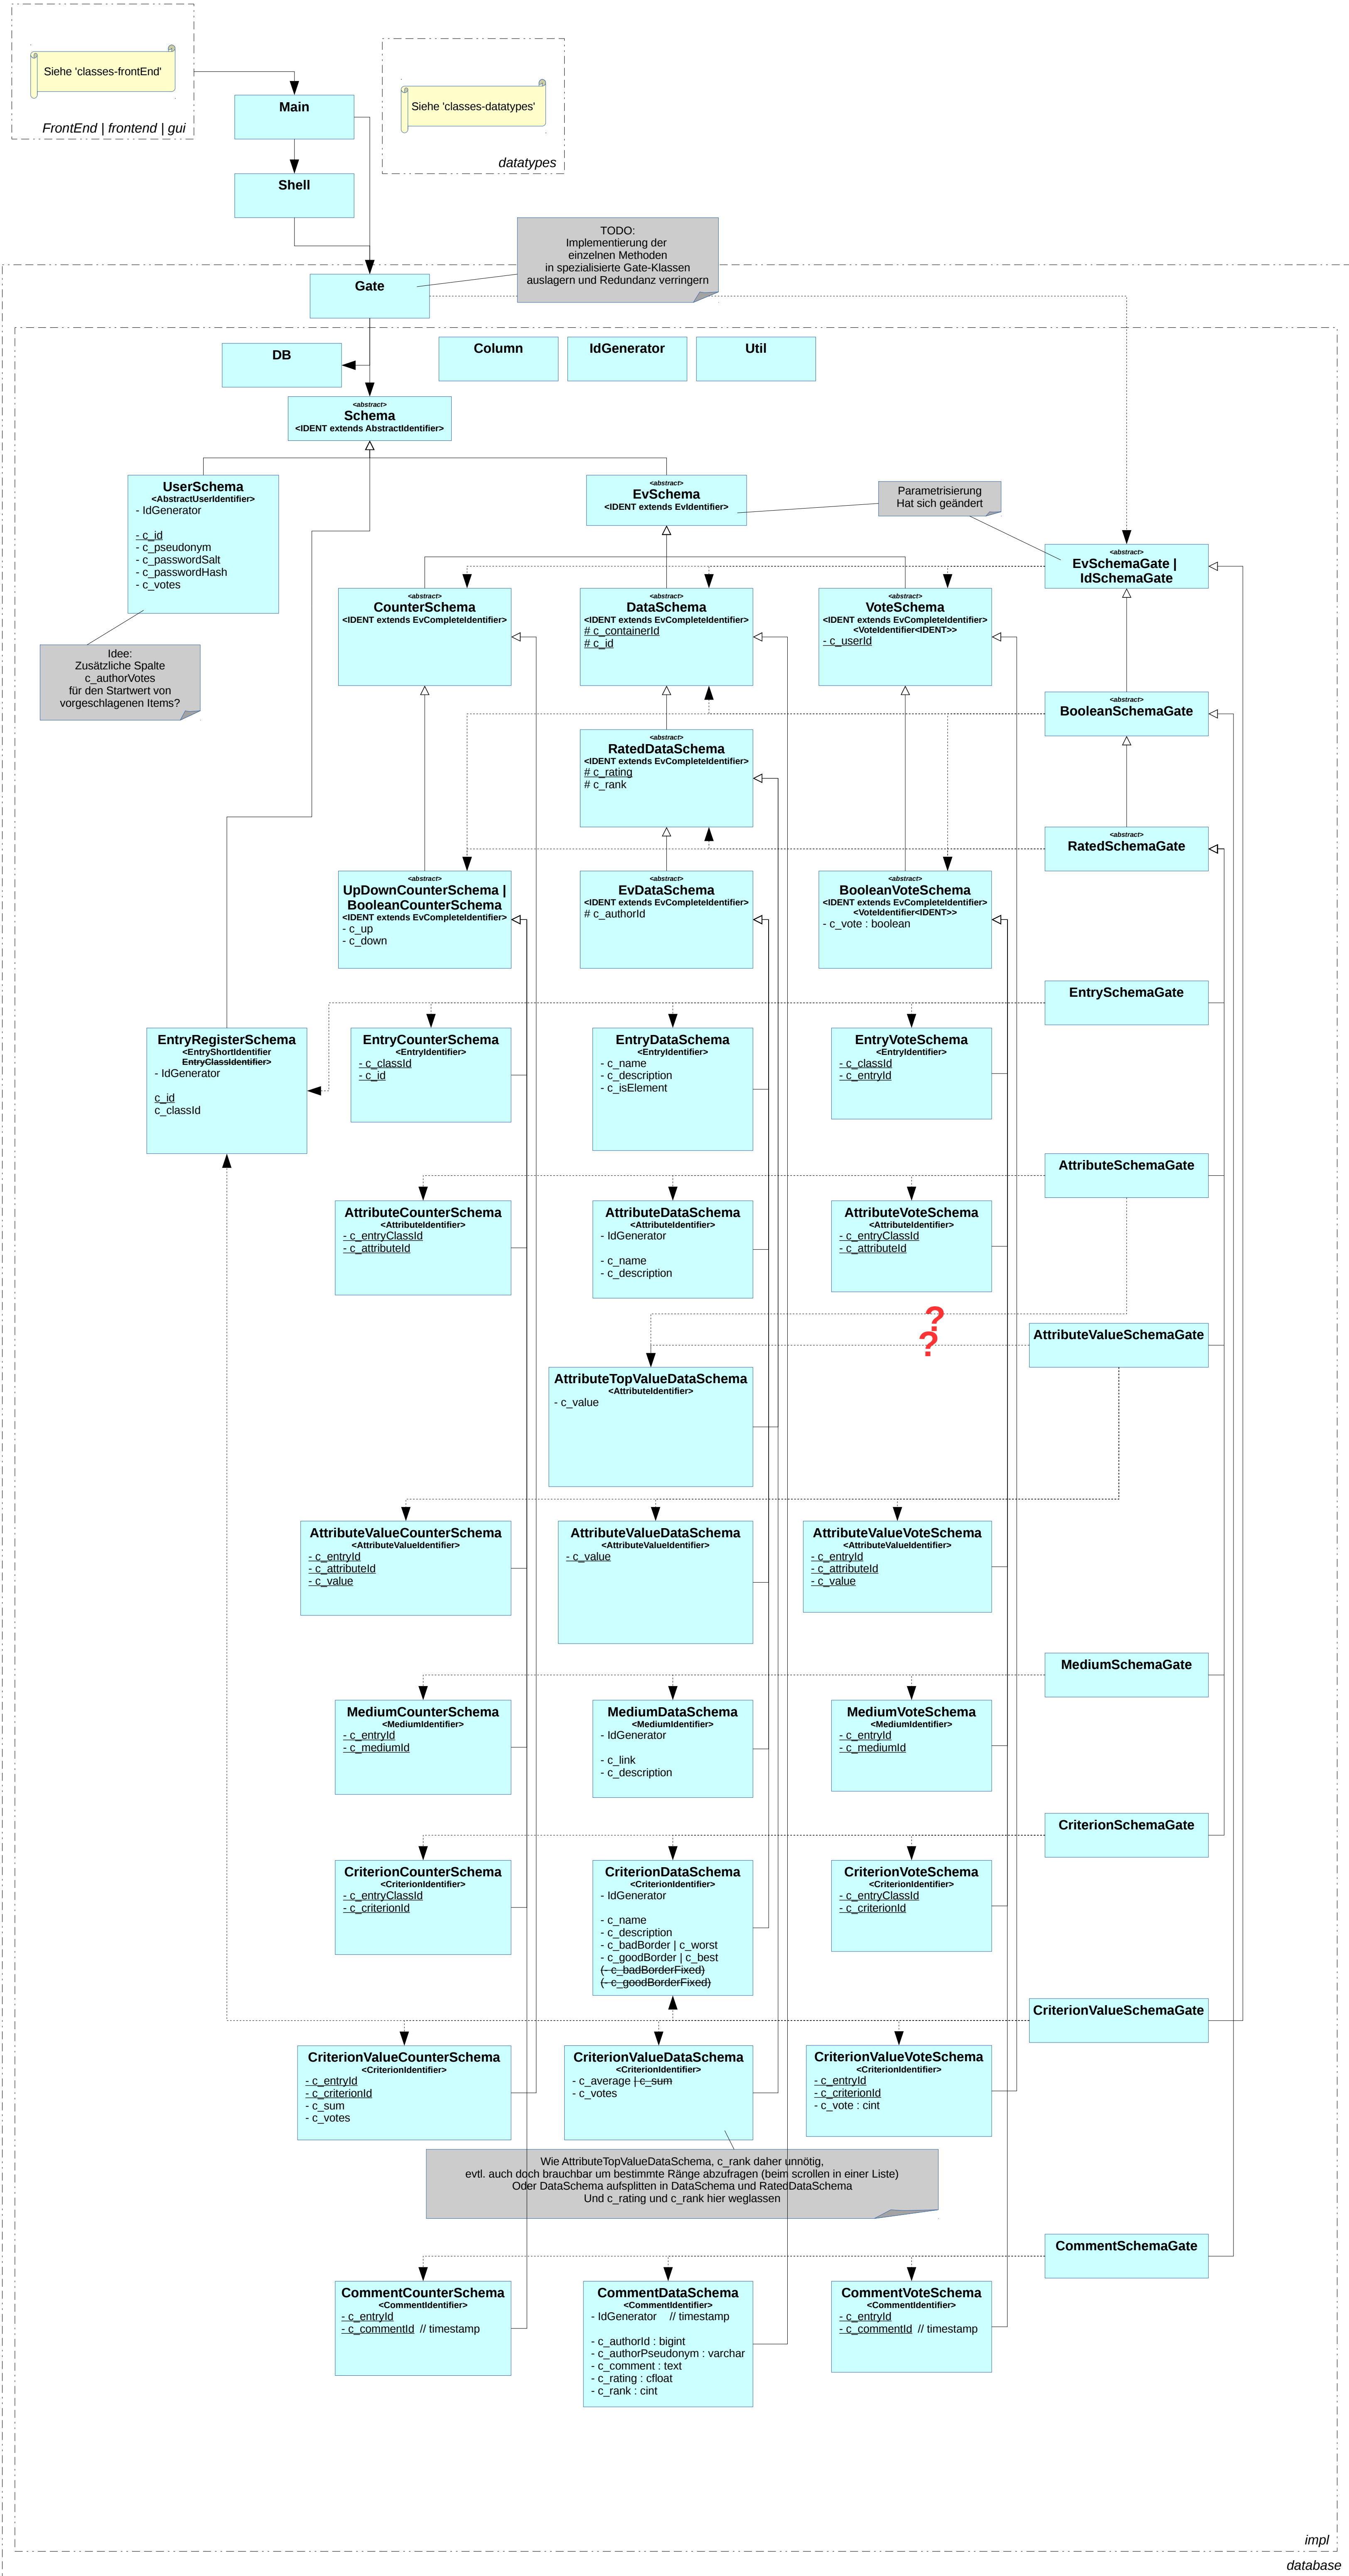 Siehe 'classes-frontEnd'
FrontEnd | frontend | gui
Siehe 'classes-datatypes'
datatypes
Main
Shell
TODO:
Implementierung der
einzelnen Methoden
in spezialisierte Gate-Klassen
auslagern und Redundanz verringern
Gate
DB
Column
IdGenerator
Util
<abstract>
Schema
<IDENT extends AbstractIdentifier>
UserSchema
<AbstractUserIdentifier>
- IdGenerator
- c_id
- c_pseudonym
- c_passwordSalt
- c_passwordHash
- c_votes
<abstract>
EvSchema
<IDENT extends EvIdentifier>
Parametrisierung
Hat sich geändert
<abstract>
EvSchemaGate |
IdSchemaGate
Idee:
Zusätzliche Spalte
c_authorVotes
für den Startwert von
vorgeschlagenen Items?
<abstract>
CounterSchema
<IDENT extends EvCompleteIdentifier>
<abstract>
DataSchema
<IDENT extends EvCompleteIdentifier>
# c_containerId
# c_id
<abstract>
VoteSchema
<IDENT extends EvCompleteIdentifier>
<VoteIdentifier<IDENT>>
- c_userId
<abstract>
BooleanSchemaGate
<abstract>
RatedDataSchema
<IDENT extends EvCompleteIdentifier>
# c_rating
# c_rank
<abstract>
RatedSchemaGate
<abstract>
UpDownCounterSchema |
BooleanCounterSchema
<IDENT extends EvCompleteIdentifier>
- c_up
- c_down
<abstract>
EvDataSchema
<IDENT extends EvCompleteIdentifier>
# c_authorId
<abstract>
BooleanVoteSchema
<IDENT extends EvCompleteIdentifier>
<VoteIdentifier<IDENT>>
- c_vote : boolean
EntrySchemaGate
EntryRegisterSchema
<EntryShortIdentifier
EntryClassIdentifier>
- IdGenerator
c_id
c_classId
EntryCounterSchema
<EntryIdentifier>
- c_classId
- c_id
EntryDataSchema
<EntryIdentifier>
- c_name
- c_description
- c_isElement
EntryVoteSchema
<EntryIdentifier>
- c_classId
- c_entryId
AttributeSchemaGate
AttributeCounterSchema
<AttributeIdentifier>
- c_entryClassId
- c_attributeId
AttributeDataSchema
<AttributeIdentifier>
- IdGenerator
- c_name
- c_description
AttributeVoteSchema
<AttributeIdentifier>
- c_entryClassId
- c_attributeId
?
?
AttributeValueSchemaGate
AttributeTopValueDataSchema
<AttributeIdentifier>
- c_value
AttributeValueCounterSchema
<AttributeValueIdentifier>
- c_entryId
- c_attributeId
- c_value
AttributeValueDataSchema
<AttributeValueIdentifier>
- c_value
AttributeValueVoteSchema
<AttributeValueIdentifier>
- c_entryId
- c_attributeId
- c_value
MediumSchemaGate
MediumCounterSchema
<MediumIdentifier>
- c_entryId
- c_mediumId
MediumDataSchema
<MediumIdentifier>
- IdGenerator
- c_link
- c_description
MediumVoteSchema
<MediumIdentifier>
- c_entryId
- c_mediumId
CriterionSchemaGate
CriterionCounterSchema
<CriterionIdentifier>
- c_entryClassId
- c_criterionId
CriterionDataSchema
<CriterionIdentifier>
- IdGenerator
- c_name
- c_description
- c_badBorder | c_worst
- c_goodBorder | c_best
(- c_badBorderFixed)
(- c_goodBorderFixed)
CriterionVoteSchema
<CriterionIdentifier>
- c_entryClassId
- c_criterionId
CriterionValueSchemaGate
CriterionValueCounterSchema
<CriterionIdentifier>
- c_entryId
- c_criterionId
- c_sum
- c_votes
CriterionValueDataSchema
<CriterionIdentifier>
- c_average | c_sum
- c_votes
CriterionValueVoteSchema
<CriterionIdentifier>
- c_entryId
- c_criterionId
- c_vote : cint
Wie AttributeTopValueDataSchema, c_rank daher unnötig,
evtl. auch doch brauchbar um bestimmte Ränge abzufragen (beim scrollen in einer Liste)
Oder DataSchema aufsplitten in DataSchema und RatedDataSchema
Und c_rating und c_rank hier weglassen
CommentSchemaGate
CommentCounterSchema
<CommentIdentifier>
- c_entryId
- c_commentId // timestamp
CommentDataSchema
<CommentIdentifier>
- IdGenerator // timestamp
- c_authorId : bigint
- c_authorPseudonym : varchar
- c_comment : text
- c_rating : cfloat
- c_rank : cint
CommentVoteSchema
<CommentIdentifier>
- c_entryId
- c_commentId // timestamp
impl
database